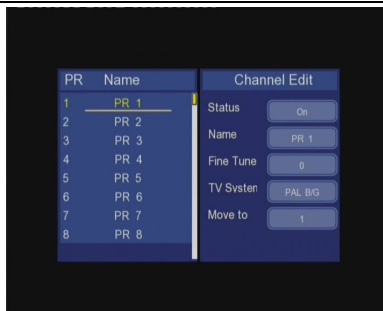 PR Name
1 PR 1
2 PR 2
3 PR 3
4 PR 4
5 PR 5
6 PR 6
7 PR 7
8 PR 8
Channel Edit
Status On
Name PR 1
Fine Tune 0
TV Syster PAL B/G
Move to 1